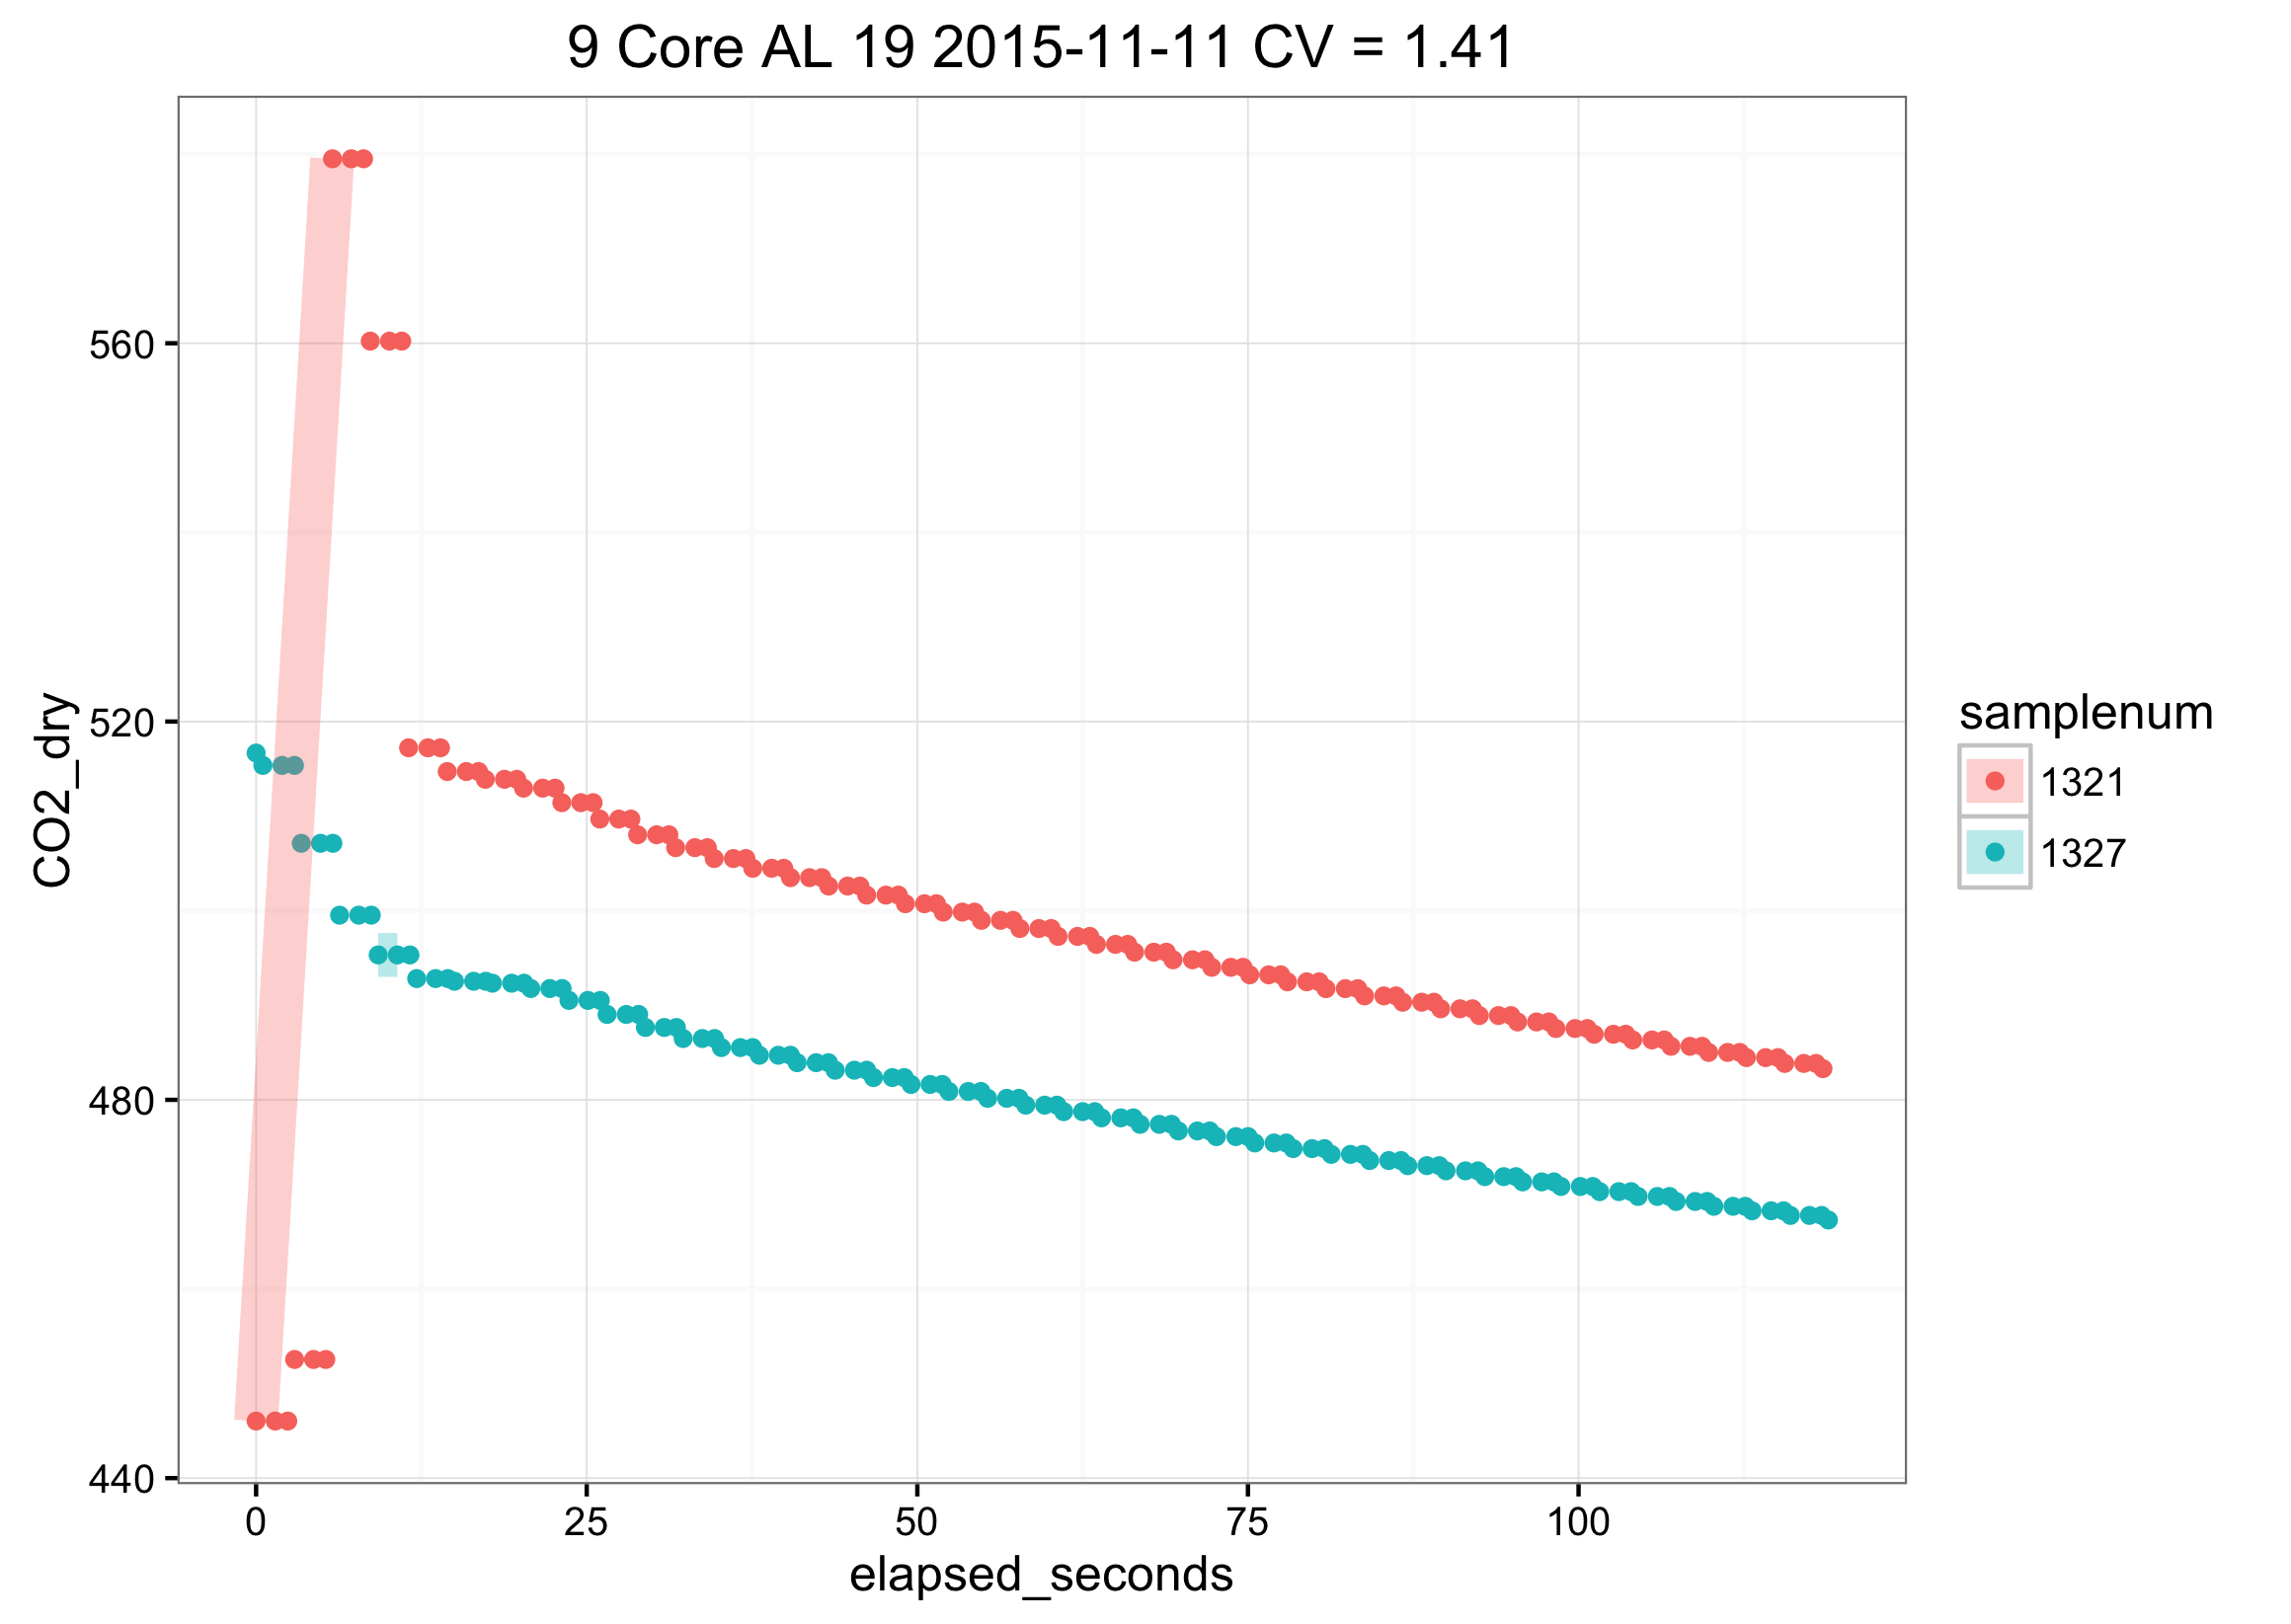 9 Core AL 19 2015-11-11 CV = 1.41
CO2_dry
560
520
480
440
0 25 50 75 100
elapsed_seconds
samplenum
1321
1327